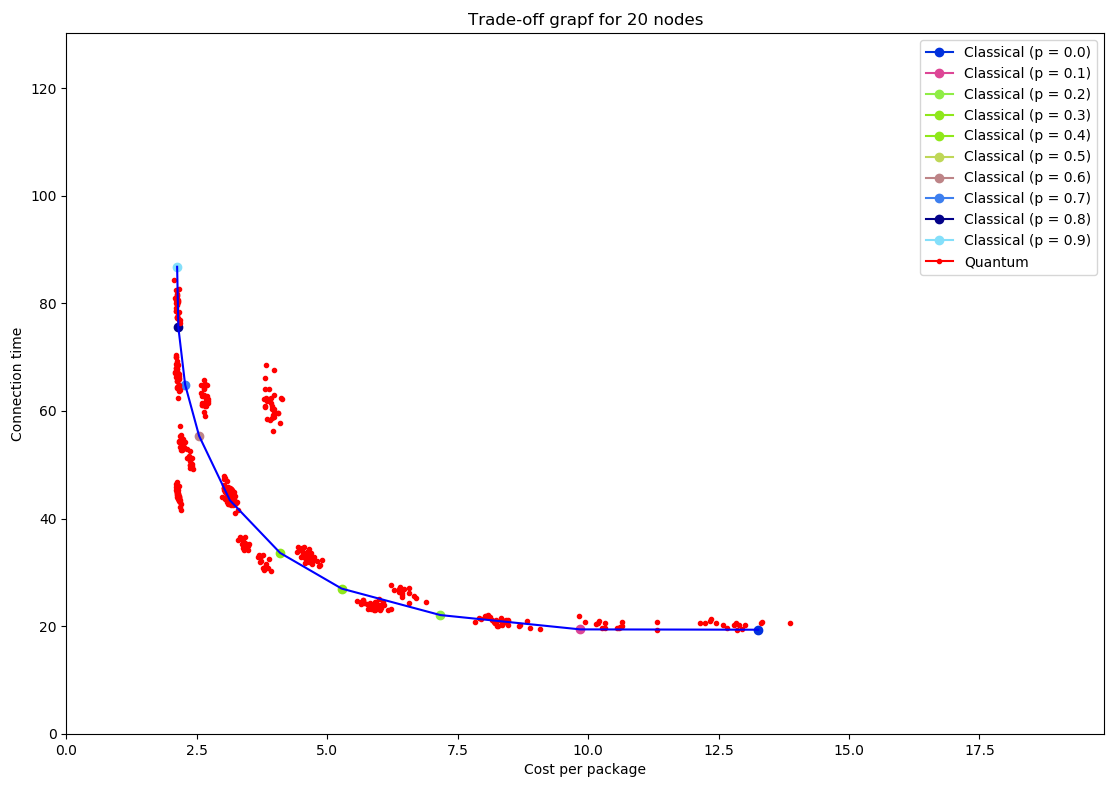 Trade-off grapf for 20 nodes
Classical (p = 0.0)
Classical (p = 0.1)
Classical (p = 0.2)
Classical (p = 0.3)
Classical (p = 0.4)
Classical (p = 0.5)
Classical (p = 0.6)
Classical (p = 0.7)
Classical (p = 0.8)
Classical (p = 0.9)
Quantum
Connection time
120
100
80
60
40
20
0
0.0 2.5 5.0 7.5 10.0 12.5 15.0 17.5
Cost per package